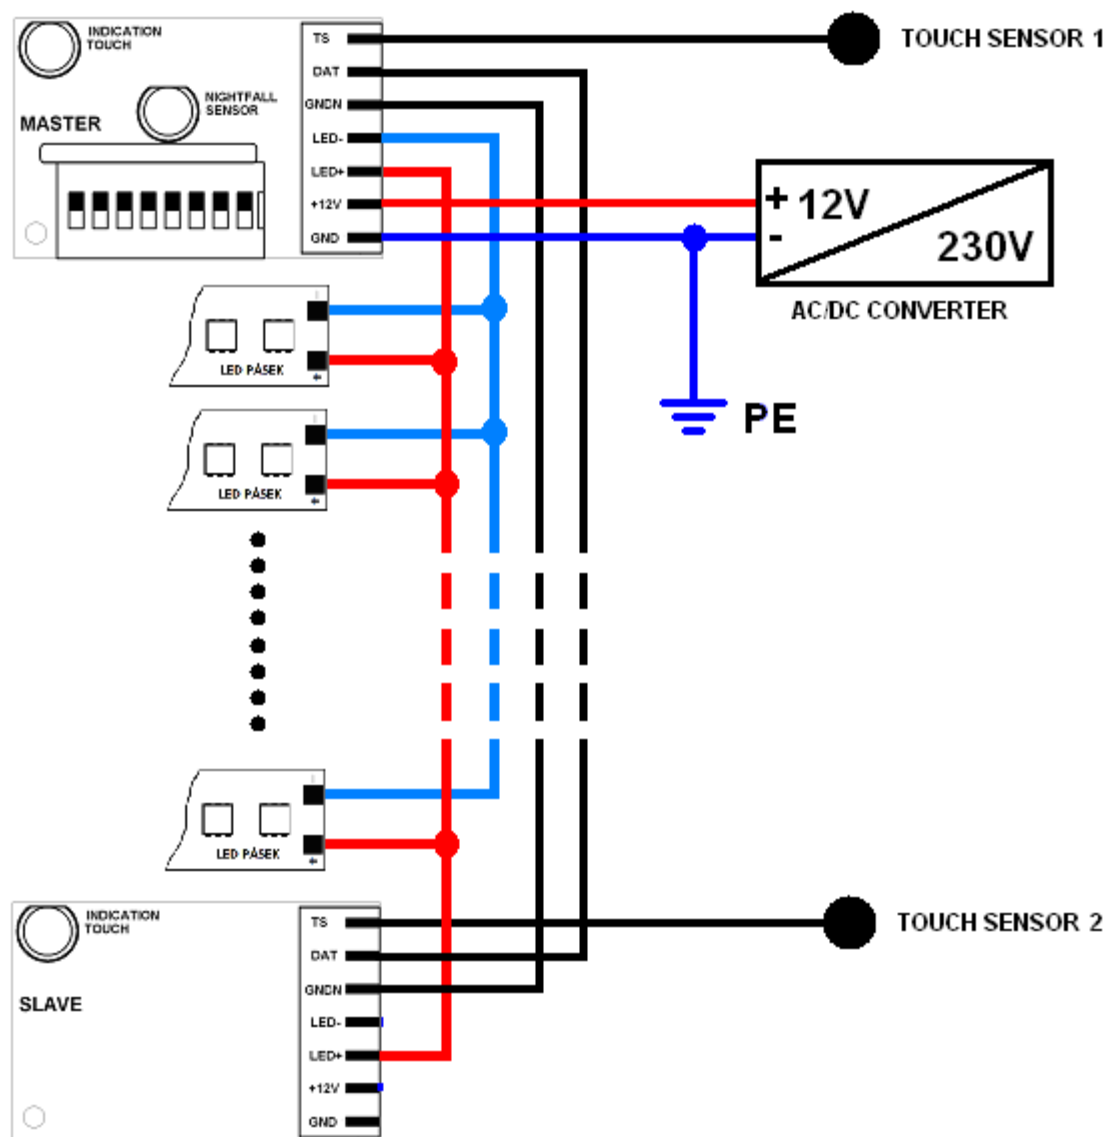 INDICATION
TOUCH
NIGHTFALL
SENSOR
MASTER
TS
DAT
GNDN
LED-
LED+
+12V
GND
TOUCH SENSOR 1
+ 12V
-
230V
AC/DC CONVERTER
PE
LED PÁSEK
LED PÁSEK
LED PÁSEK
INDICATION
TOUCH
SLAVE
TS
DAT
GNDN
LED-
LED+
+12V
GND
TOUCH SENSOR 2